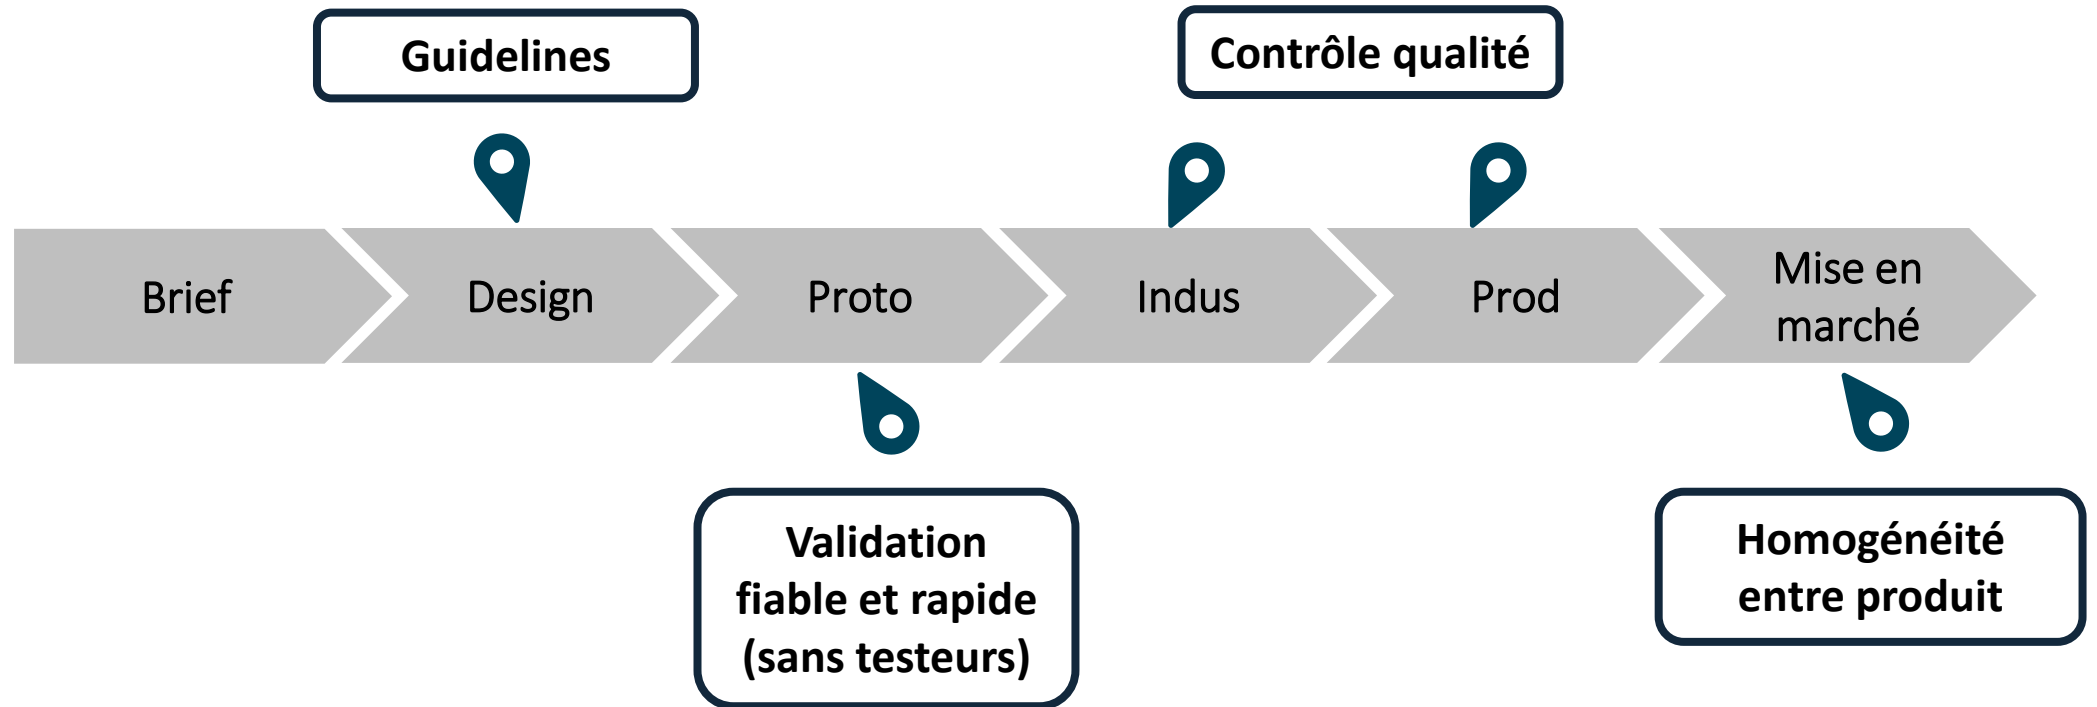 Guidelines
Contrôle qualité
Brief
Design
Proto
Indus
Prod
Mise en
marché
Validation
fiable et rapide
(sans testeurs)
Homogénéité
entre produit